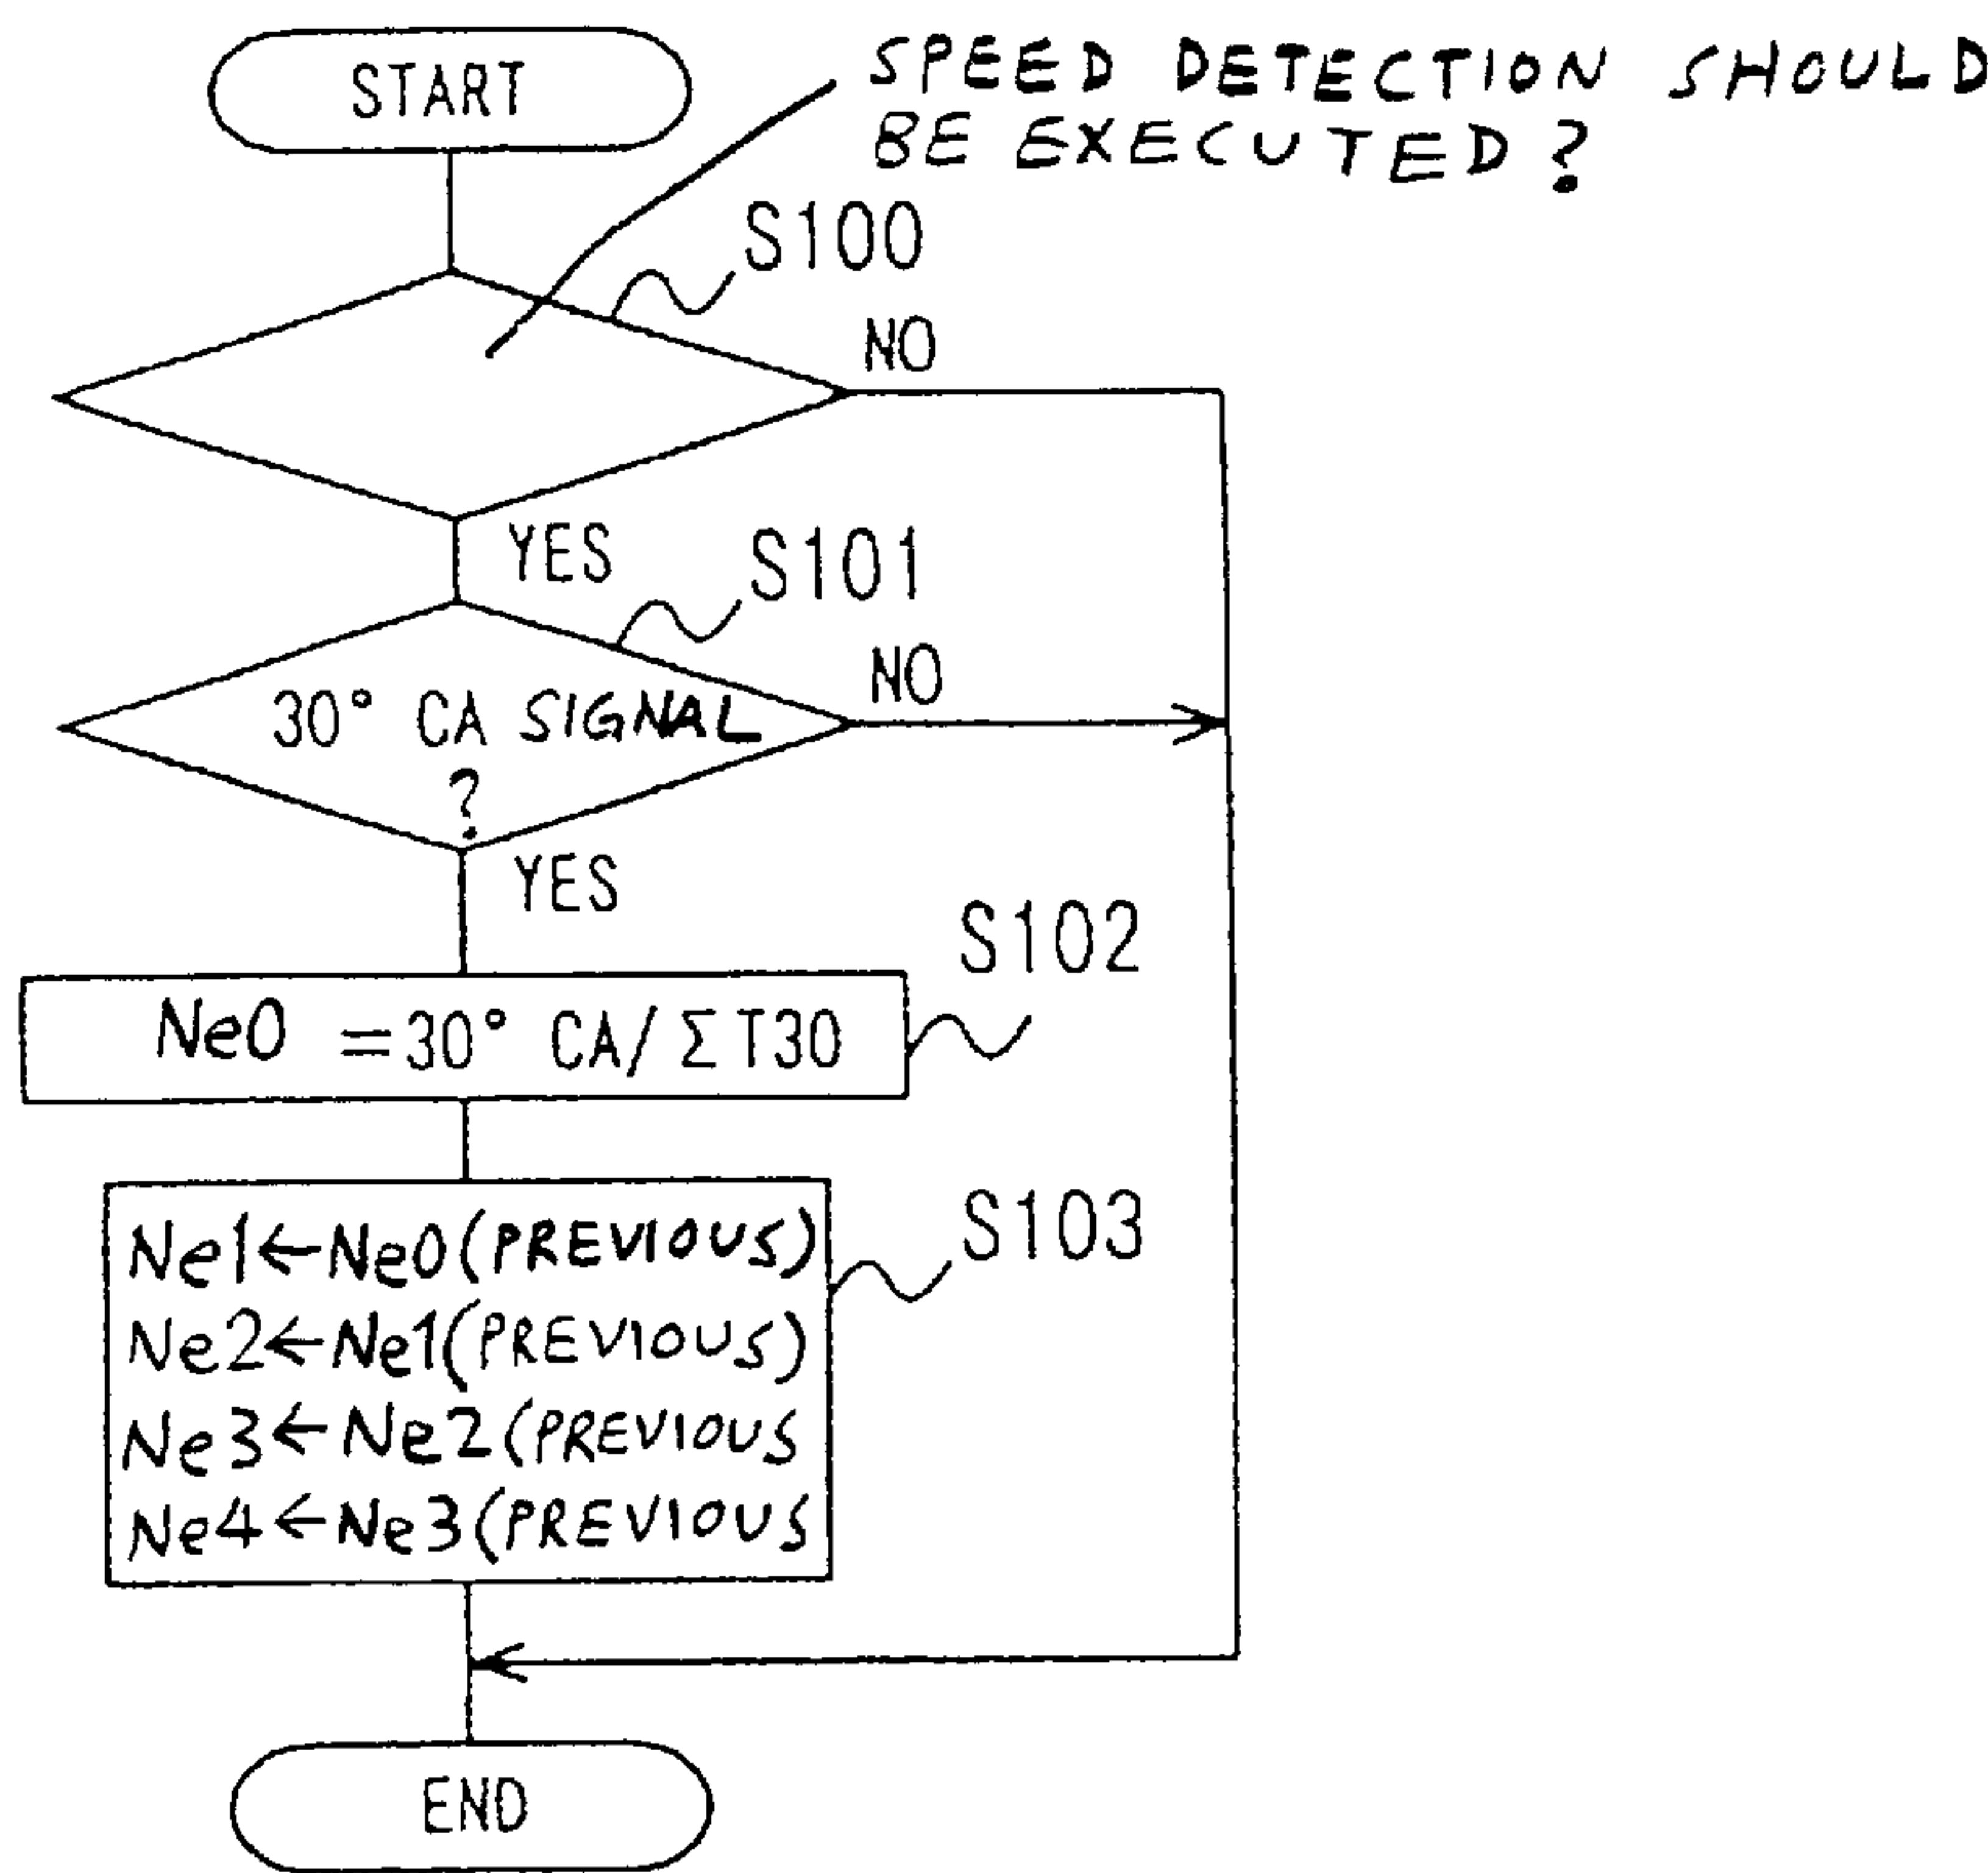 START
SPEED DETECTION SHOULD
BE EXECUTED?
S100
NO
YES
S101
NO
30° CA SIGNAL
?
YES
S102
Ne0 =30° CA/ΣT30
S103
Ne1←Ne0(PREVIOUS)
Ne2←Ne1(PREVIOUS)
Ne3←Ne2(PREVIOUS
Ne4←Ne3(PREVIOUS
END